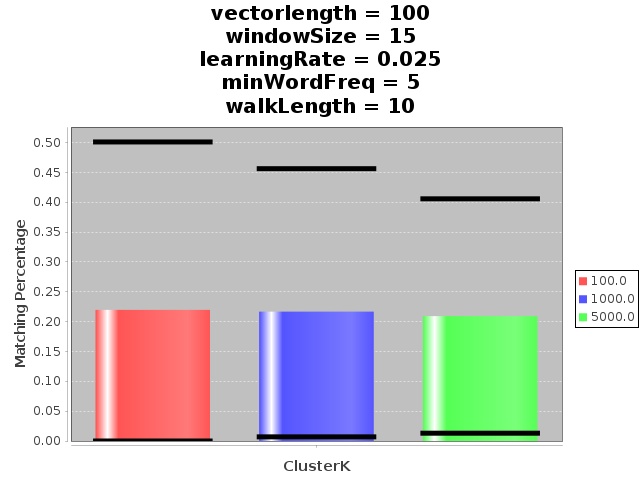 vectorlength = 100
windowSize = 15
learningRate = 0.025
minWordFreq = 5
walkLength = 10
0.50
0.45
0.40
0.35
0.30
0.25
0.20
0.15
0.10
0.05
0.00
Matching Percentage
ClusterK
100.0
1000.0
5000.0